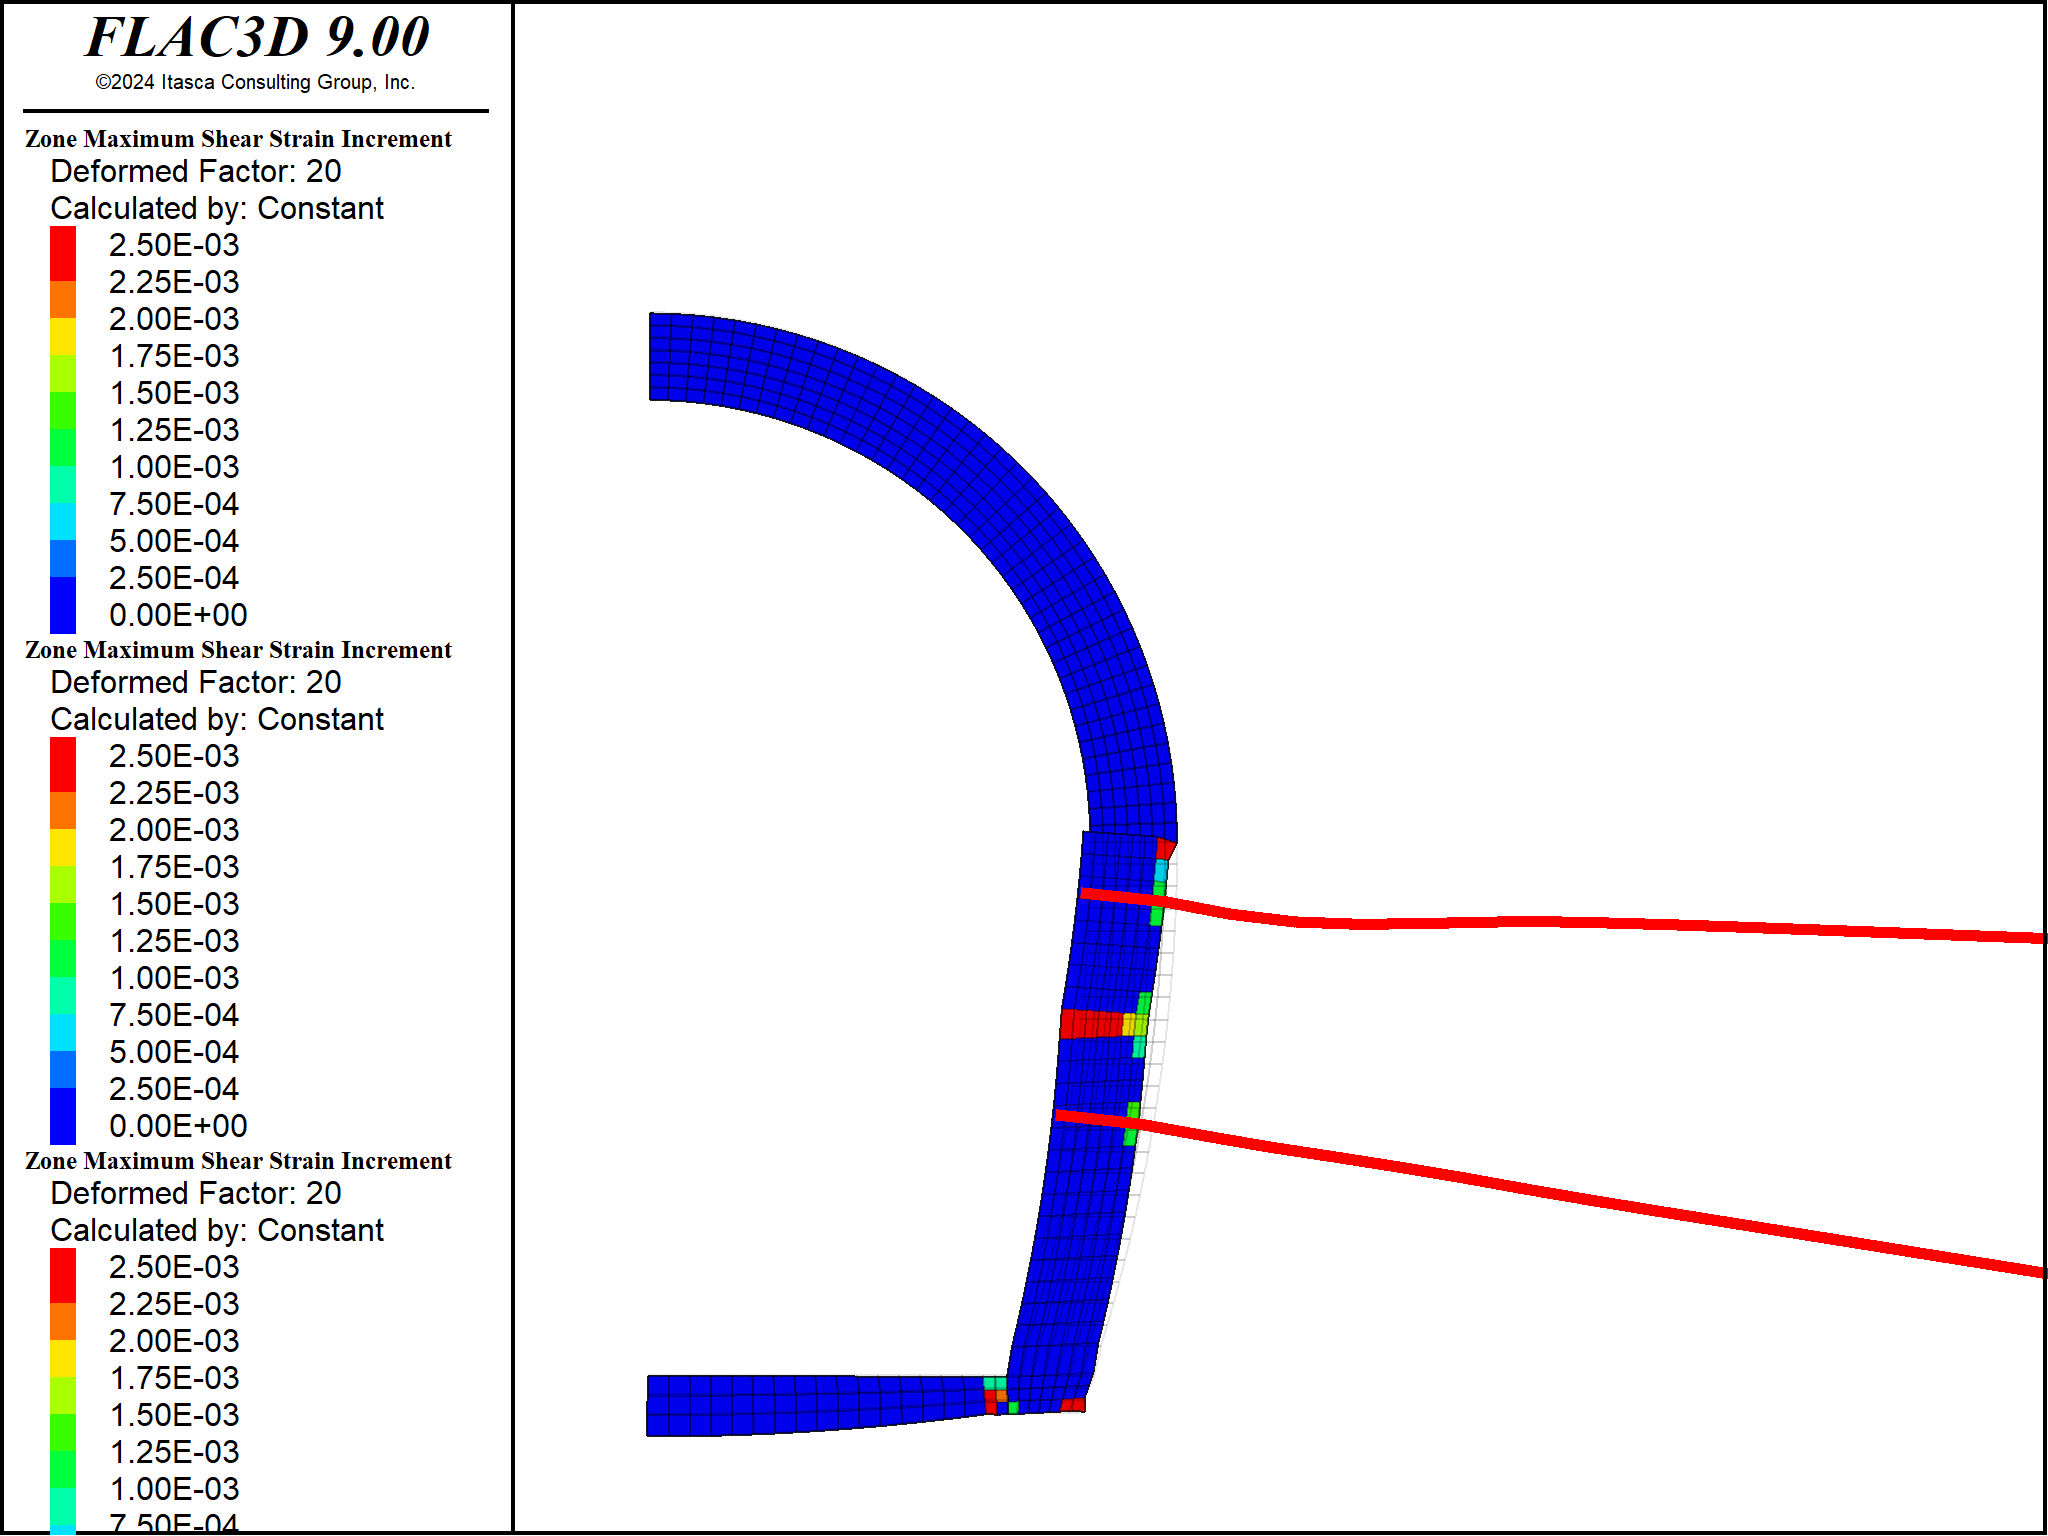 FLAC3D 9.00
©2024 Itasca Consulting Group, Inc.
Zone Maximum Shear Strain Increment
Deformed Factor: 20
Calculated by: Constant
2.50E-03
2.25E-03
2.00E-03
1.75E-03
1.50E-03
1.25E-03
1.00E-03
7.50E-04
5.00E-04
2.50E-04
0.00E+00
Zone Maximum Shear Strain Increment
Deformed Factor: 20
Calculated by: Constant
2.50E-03
2.25E-03
2.00E-03
1.75E-03
1.50E-03
1.25E-03
1.00E-03
7.50E-04
5.00E-04
2.50E-04
0.00E+00
Zone Maximum Shear Strain Increment
Deformed Factor: 20
Calculated by: Constant
2.50E-03
2.25E-03
2.00E-03
1.75E-03
1.50E-03
1.25E-03
1.00E-03
7.50E-04